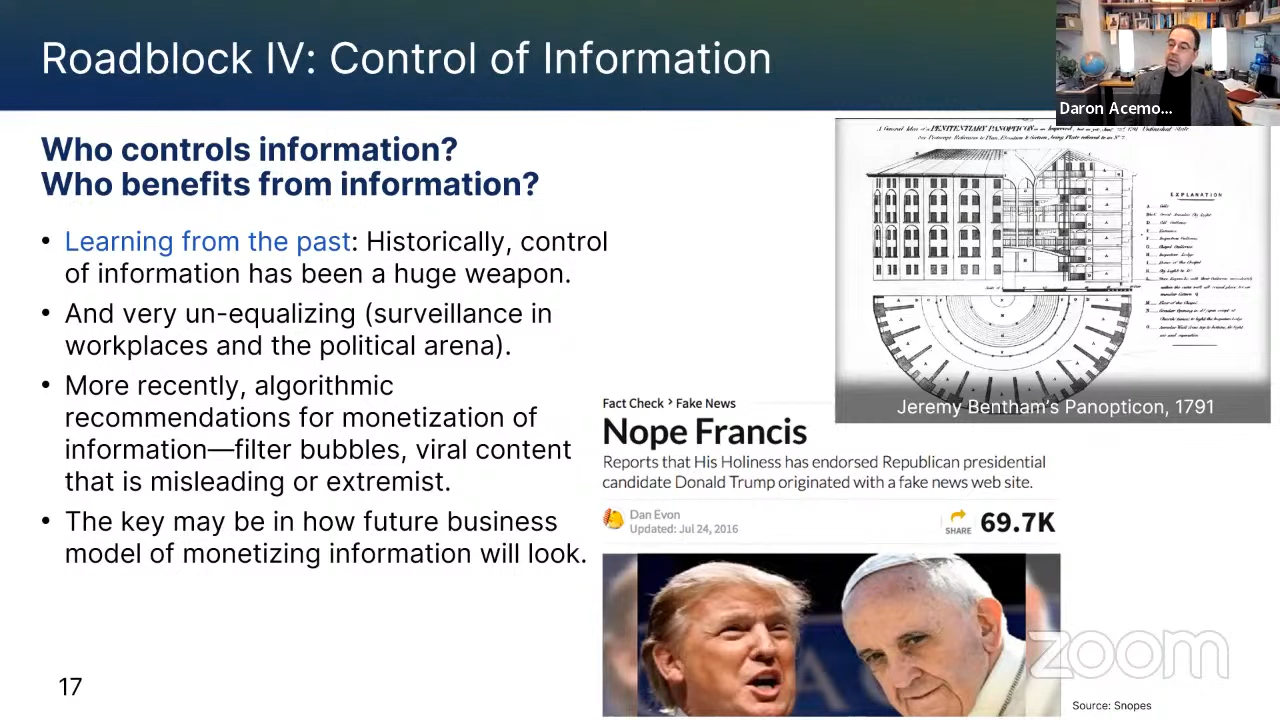 Roadblock IV: Control of Information
Daron Acemo...
Who controls information?
Who benefits from information?
• Learning from the past: Historically, control
of information has been a huge weapon.
• And very un-equalizing (surveillance in
workplaces and the political arena).
• More recently, algorithmic
recommendations for monetization of
information—filter bubbles, viral content
that is misleading or extremist.
• The key may be in how future business
model of monetizing information will look.
A General Idea of a PENITENTIARY PANOPTICON
EXPLANATION
Jeremy Bentham's Panopticon, 1791
Fact Check > Fake News
Nope Francis
Reports that His Holiness has endorsed Republican presidential
candidate Donald Trump originated with a fake news web site.
Dan Evon
Updated: Jul 24, 2016
SHARE 69.7K
zoom
Source: Snopes
17